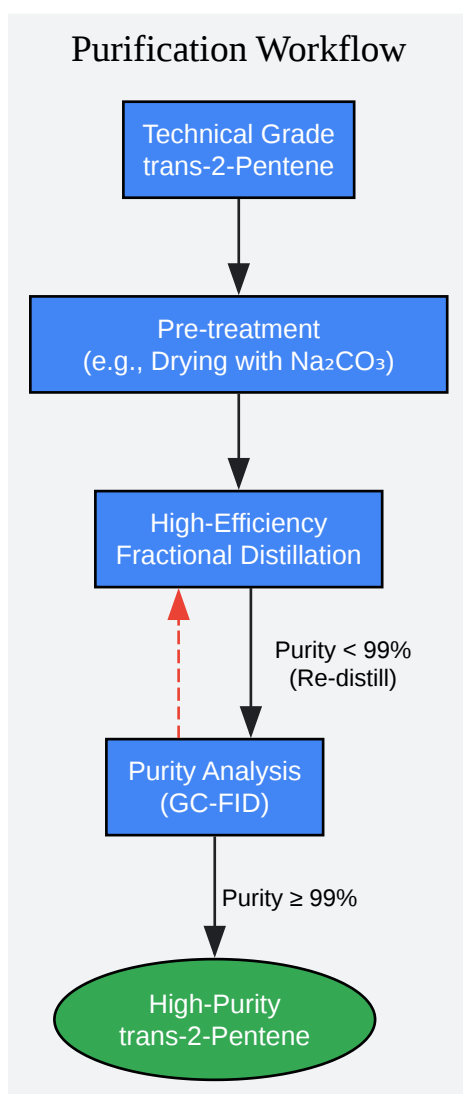 Purification Workflow
Technical Grade
trans-2-Pentene
Pre-treatment
(e.g., Drying with Na₂CO₃)
High-Efficiency
Fractional Distillation
Purity < 99%
(Re-distill)
Purity Analysis
(GC-FID)
Purity ≥ 99%
High-Purity
trans-2-Pentene